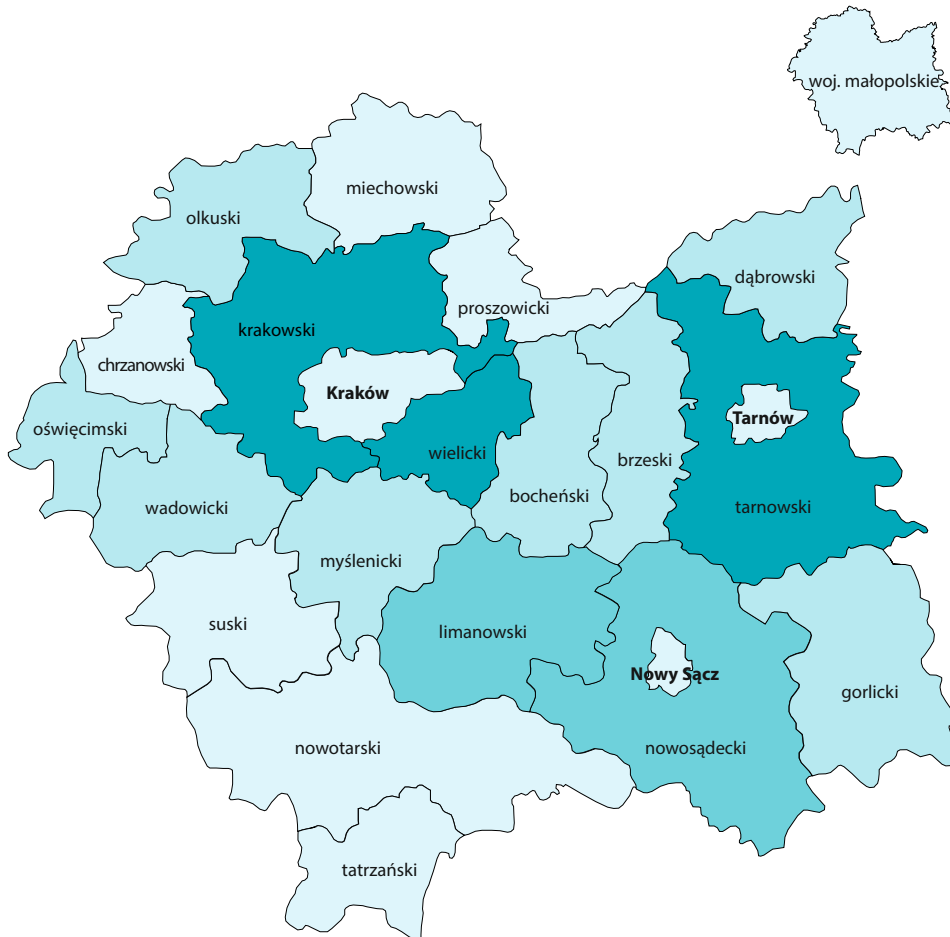 woj. małopolskie
miechowski
olkuski
dąbrowski
proszowicki
krakowski
chrzanowski
Kraków
Tarnów
oświęcimski
wielicki
brzeski
bocheński
wadowicki
tarnowski
myślenicki
suski
limanowski
Nowy Sącz
gorlicki
nowotarski
nowosądecki
tatrzański